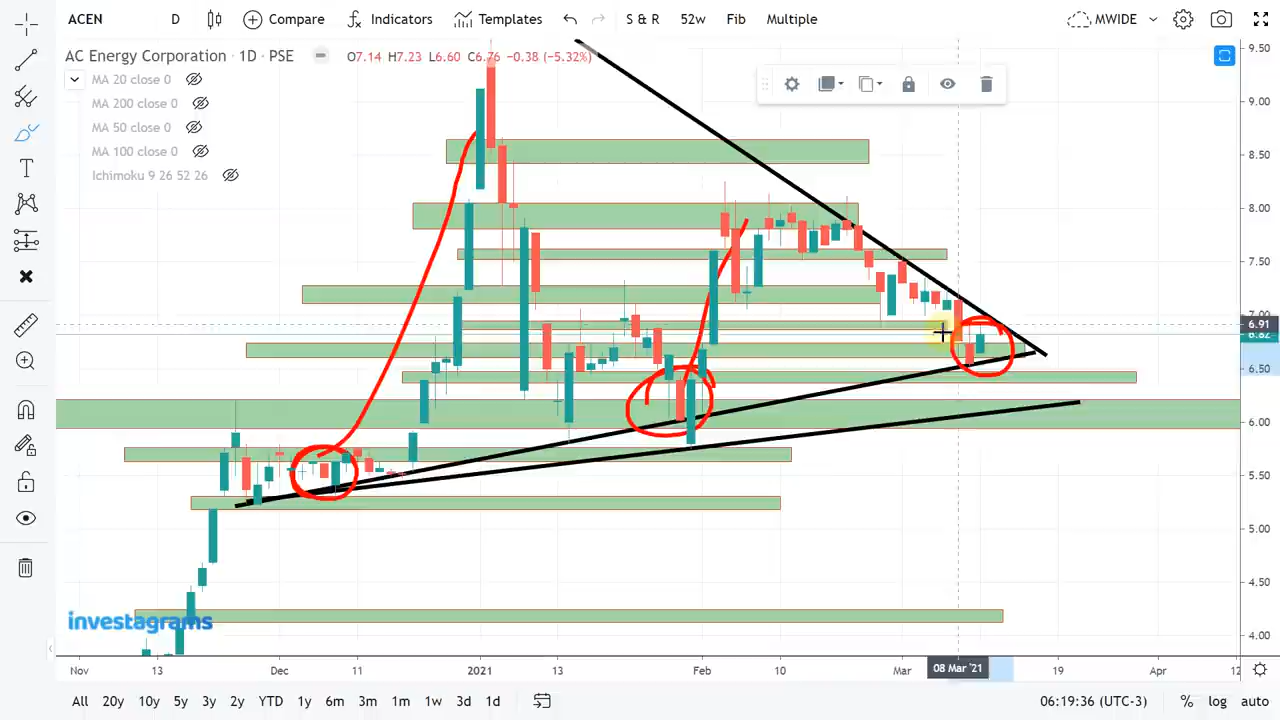 ACEN D Compare Indicators Templates S & R 52w Fib Multiple MWIDE
AC Energy Corporation · 1D · PSE O7.14 H7.23 L6.60 C6.76 −0.38 (−5.32%)
MA 20 close 0
MA 200 close 0
MA 50 close 0
MA 100 close 0
Ichimoku 9 26 52 26
9.50
9.00
8.50
8.00
7.50
7.00
6.91
6.82
6.50
6.00
5.50
5.00
4.50
4.00
investagrams
Nov 13 Dec 11 2021 13 Feb 10 Mar 08 Mar '21 19 Apr 12
All 20y 10y 5y 3y 2y YTD 1y 6m 3m 1m 1w 3d 1d 06:19:36 (UTC-3) % log auto